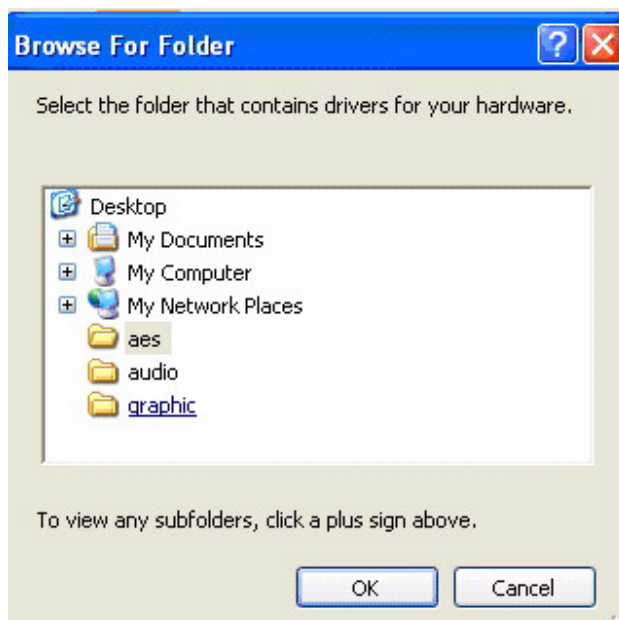 Browse For Folder
Select the folder that contains drivers for your hardware.
Desktop
My Documents
My Computer
My Network Places
aes
audio
graphic
To view any subfolders, click a plus sign above.
OK
Cancel